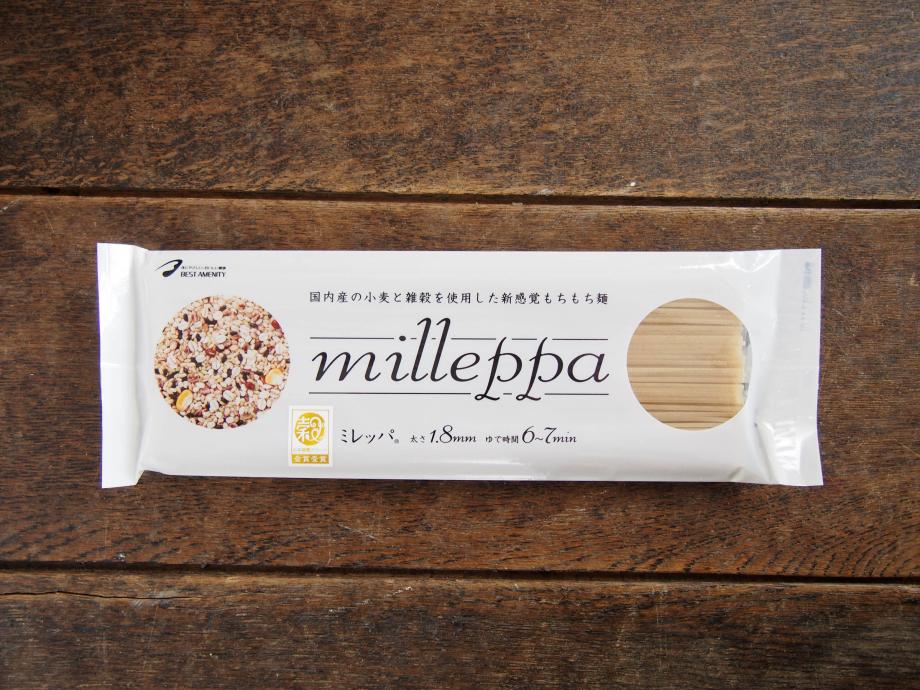 BEST AMENITY
国内産の小麦と雑穀を使用した新感覚もちもち麺
milleppa
穀
金賞受賞
ミレッパ® 太さ 1.8mm ゆで時間 6~7min